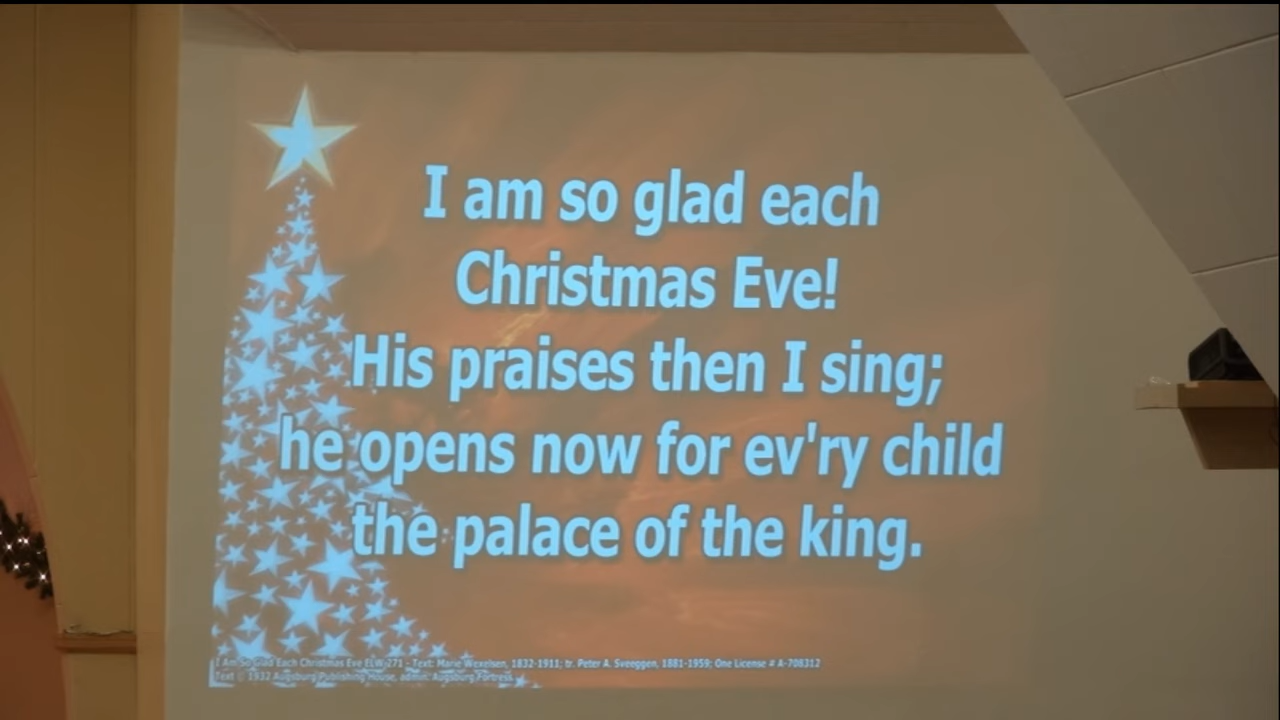 I am so glad each
Christmas Eve!
His praises then I sing;
he opens now for ev'ry child
the palace of the king.
I Am So Glad Each Christmas Eve ELW 271 - Text: Marie Wexelsen, 1832-1911; tr. Peter A. Sveeggen, 1881-1959; One License # A-708312
Text © 1932 Augsburg Publishing House, admin. Augsburg Fortress.